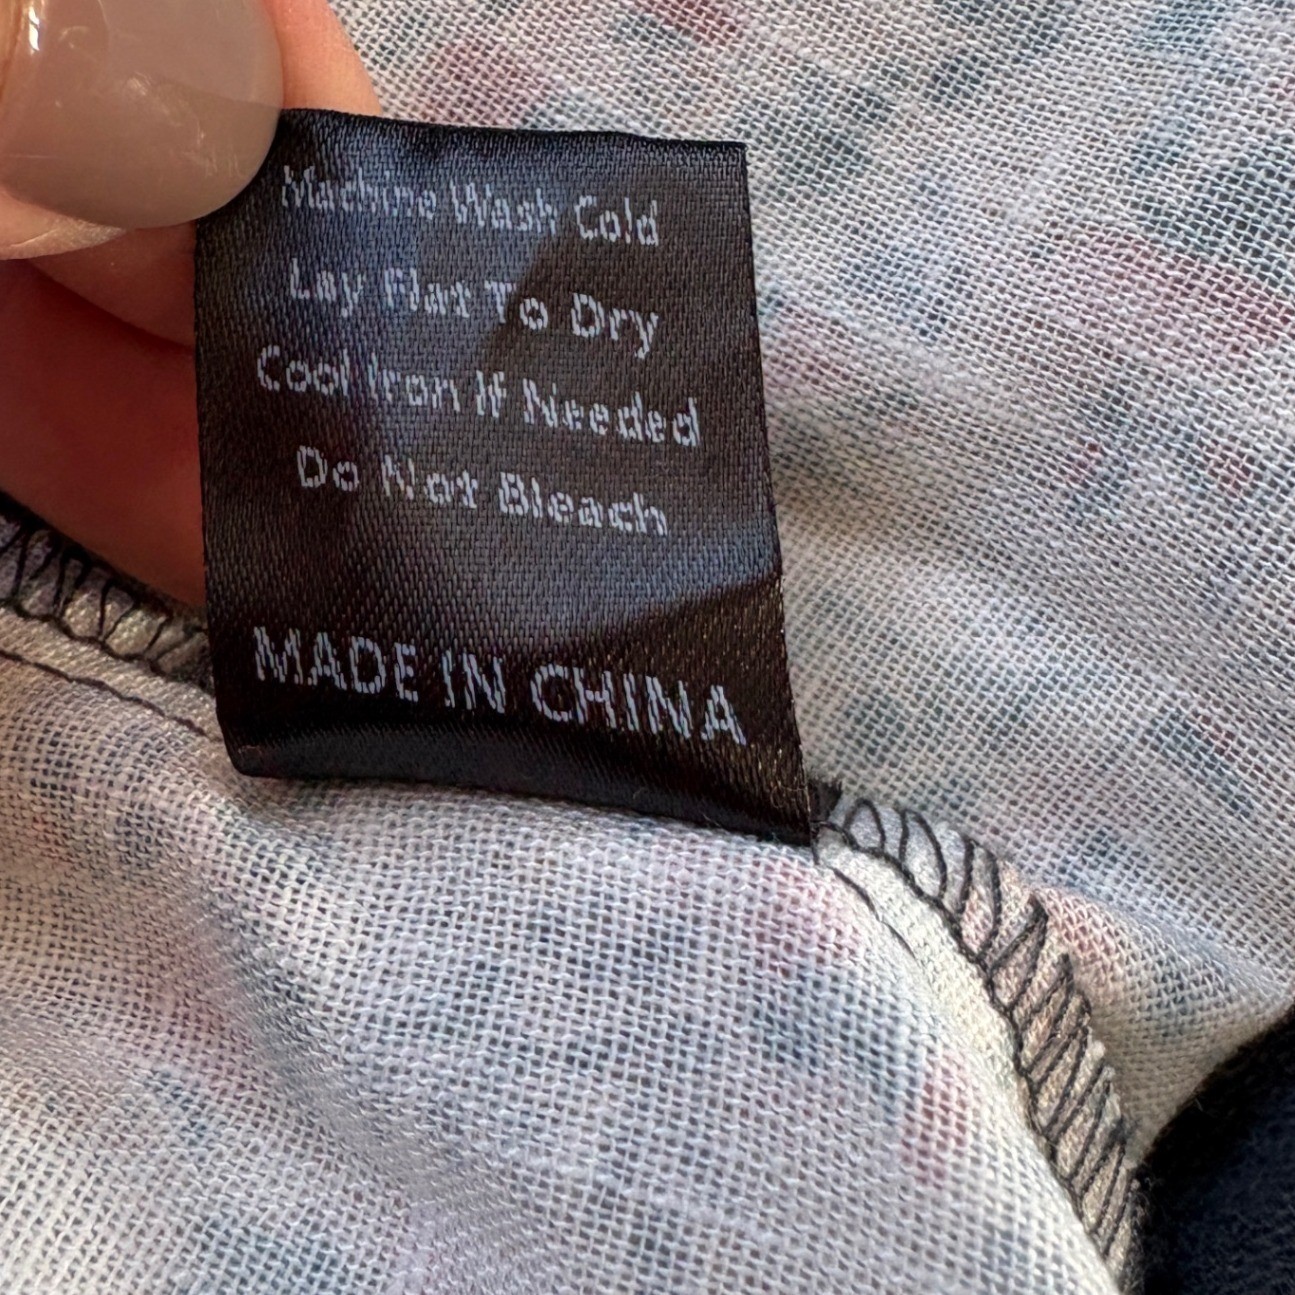 Machine Wash Cold
Lay Flat To Dry
Cool Iron If Needed
Do Not Bleach
MADE IN CHINA